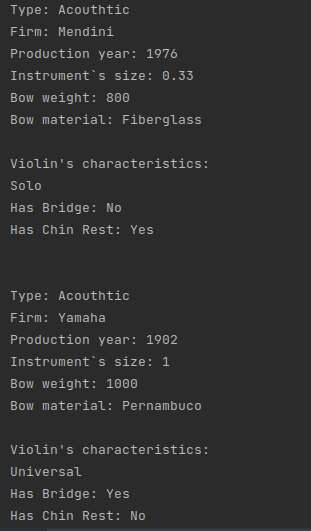 Type: Acouthtic
Firm: Mendini
Production year: 1976
Instrument`s size: 0.33
Bow weight: 800
Bow material: Fiberglass
Violin's characteristics:
Solo
Has Bridge: No
Has Chin Rest: Yes
Type: Acouthtic
Firm: Yamaha
Production year: 1902
Instrument`s size: 1
Bow weight: 1000
Bow material: Pernambuco
Violin's characteristics:
Universal
Has Bridge: Yes
Has Chin Rest: No